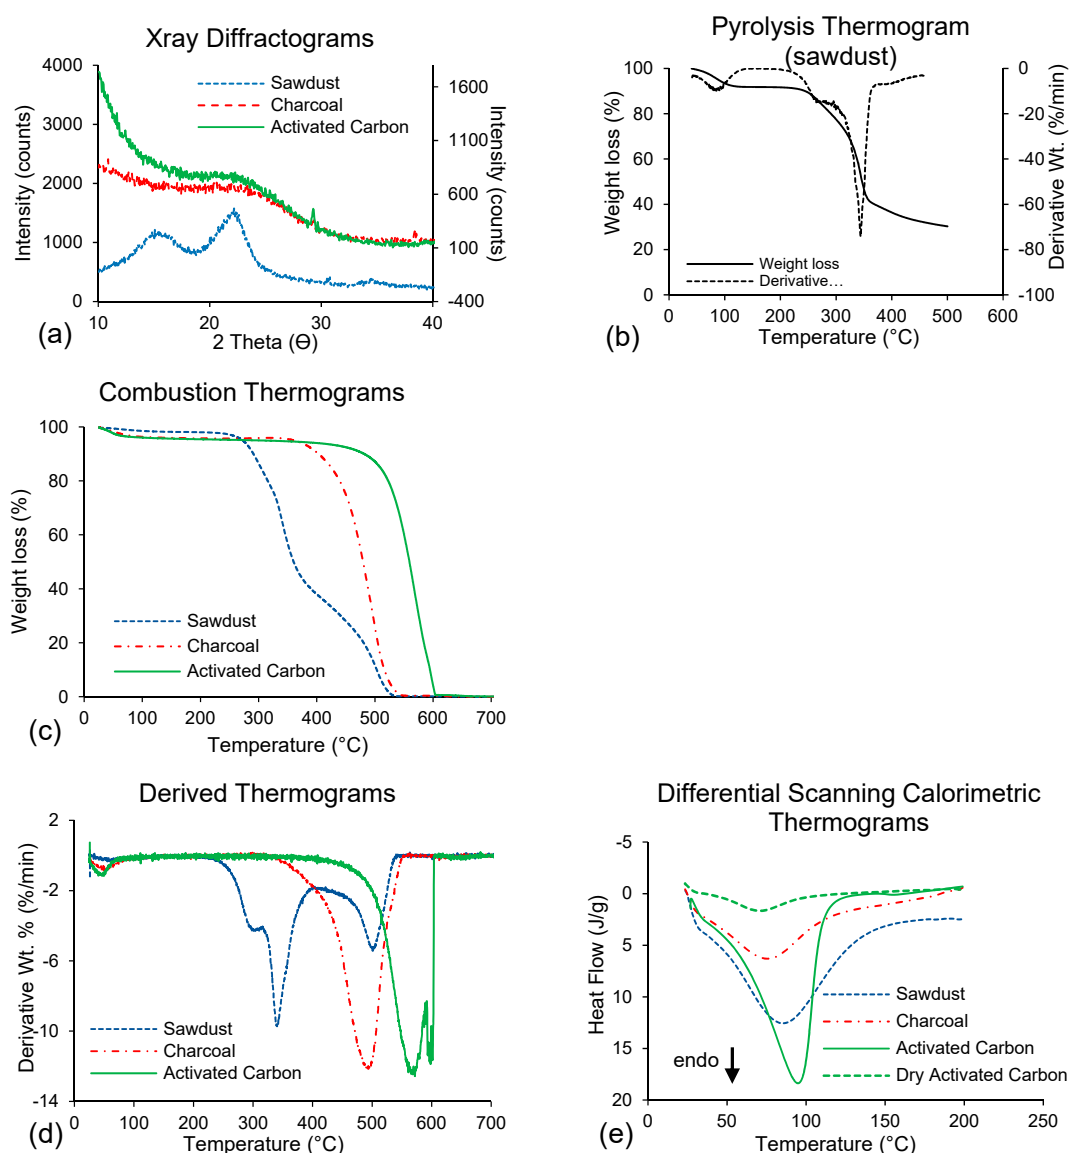 Xray Diffractograms
4000
3000
2000
1000
0
Intensity (counts)
1600
1100
600
100
-400
Intensity (counts)
Sawdust
Charcoal
Activated Carbon
10
20
30
40
2 Theta (Ɵ)
(a)
Pyrolysis Thermogram
(sawdust)
100
80
60
40
20
0
Weight loss (%)
0
-20
-40
-60
-80
-100
Derivative Wt. (%/min)
Weight loss
Derivative…
0 100 200 300 400 500 600
Temperature (°C)
(b)
Combustion Thermograms
100
80
60
40
20
0
Weight loss (%)
Sawdust
Charcoal
Activated Carbon
0 100 200 300 400 500 600 700
Temperature (°C)
(c)
Derived Thermograms
2
-2
-6
-10
-14
Derivative Wt. % (%/min)
Sawdust
Charcoal
Activated Carbon
0 100 200 300 400 500 600 700
Temperature (°C)
(d)
Differential Scanning Calorimetric
Thermograms
-5
0
5
10
15
20
Heat Flow (J/g)
Sawdust
Charcoal
Activated Carbon
Dry Activated Carbon
endo
0 50 100 150 200 250
Temperature (°C)
(e)